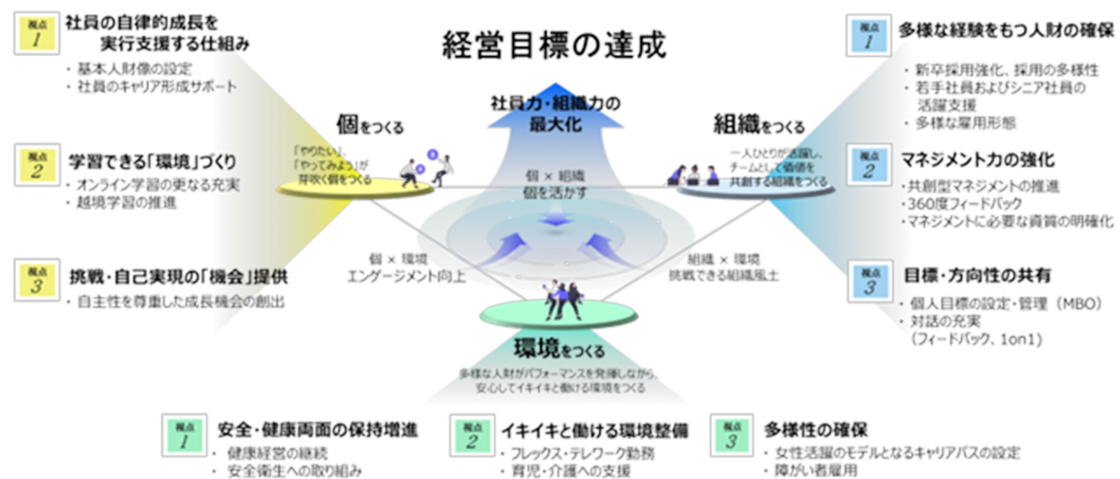 経営目標の達成
社員力・組織力の
最大化
視点
1
社員の自律的成長を
実行支援する仕組み
・ 基本人財像の設定
・ 社員のキャリア形成サポート
視点
2
学習できる「環境」づくり
・ オンライン学習の更なる充実
・ 越境学習の推進
視点
3
挑戦・自己実現の「機会」提供
・ 自主性を尊重した成長機会の創出
個をつくる
「やりたい」、
「やってみよう」が
芽吹く個をつくる
個 × 組織
個を活かす
個 × 環境
エンゲージメント向上
組織 × 環境
挑戦できる組織風土
組織をつくる
一人ひとりが活躍し、
チームとして価値を
共創する組織をつくる
視点
1
多様な経験をもつ人財の確保
・ 新卒採用強化、採用の多様性
・ 若手社員およびシニア社員の
活躍支援
・ 多様な雇用形態
視点
2
マネジメント力の強化
・共創型マネジメントの推進
・360度フィードバック
・マネジメントに必要な資質の明確化
視点
3
目標・方向性の共有
・ 個人目標の設定・管理（MBO）
・ 対話の充実
（フィードバック、1on1）
環境をつくる
多様な人財がパフォーマンスを発揮しながら、
安心してイキイキと働ける環境をつくる
視点
1
安全・健康両面の保持増進
・ 健康経営の継続
・ 安全衛生への取り組み
視点
2
イキイキと働ける環境整備
・ フレックス・テレワーク勤務
・ 育児・介護への支援
視点
3
多様性の確保
・ 女性活躍のモデルとなるキャリアパスの設定
・ 障がい者雇用